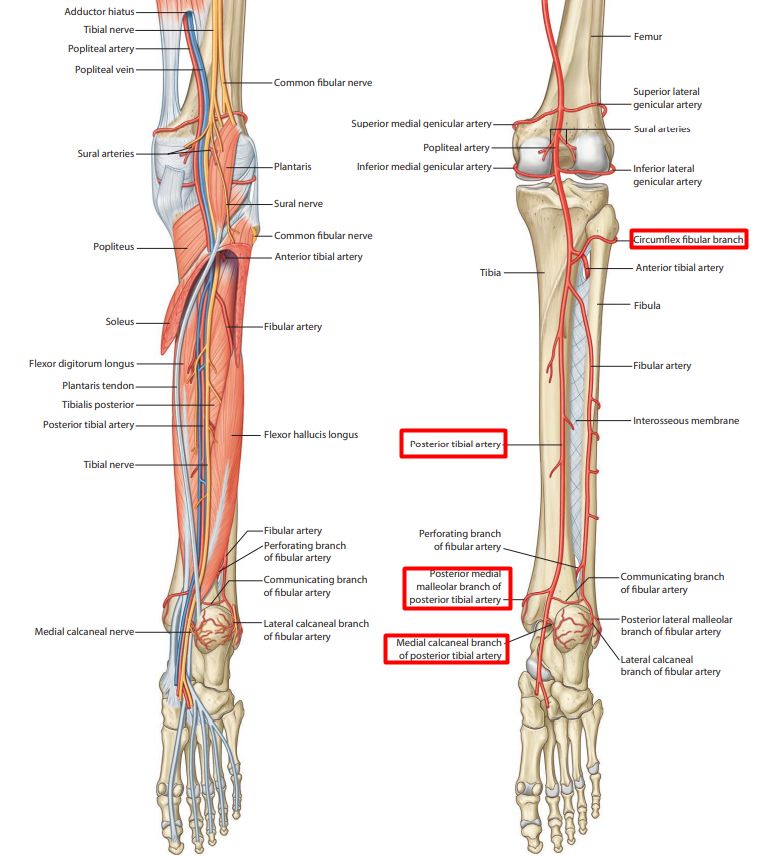 Adductor hiatus
Tibial nerve
Popliteal artery
Popliteal vein
Common fibular nerve
Sural arteries
Plantaris
Sural nerve
Common fibular nerve
Popliteus
Anterior tibial artery
Soleus
Fibular artery
Flexor digitorum longus
Plantaris tendon
Tibialis posterior
Posterior tibial artery
Flexor hallucis longus
Tibial nerve
Fibular artery
Perforating branch
of fibular artery
Communicating branch
of fibular artery
Medial calcaneal nerve
Lateral calcaneal branch
of fibular artery
Femur
Superior lateral
genicular artery
Superior medial genicular artery
Sural arteries
Popliteal artery
Inferior medial genicular artery
Inferior lateral
genicular artery
Circumflex fibular branch
Tibia
Anterior tibial artery
Fibula
Fibular artery
Interosseous membrane
Posterior tibial artery
Perforating branch
of fibular artery
Posterior medial
malleolar branch of
posterior tibial artery
Communicating branch
of fibular artery
Posterior lateral malleolar
branch of fibular artery
Medial calcaneal branch
of posterior tibial artery
Lateral calcaneal
branch of fibular artery